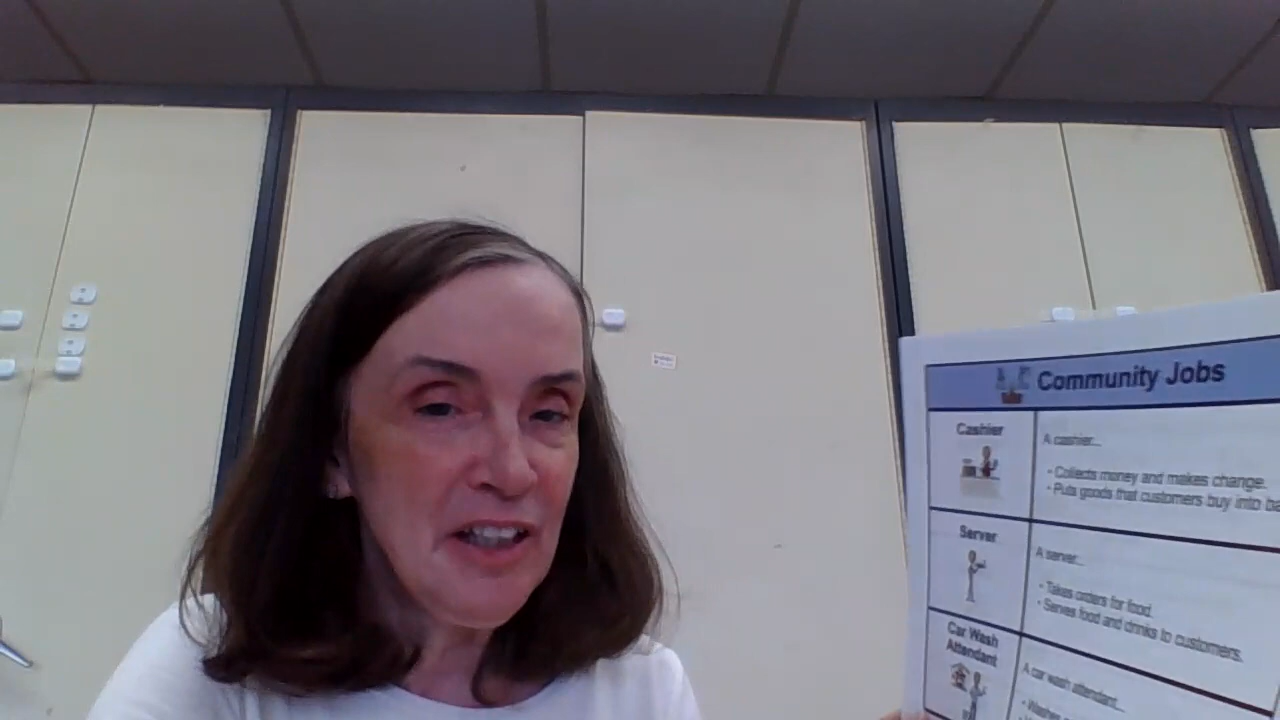 Community Jobs
Cashier
A cashier...
• Collects money and makes change.
• Puts goods that customers buy into
Server
A server...
• Takes orders for food.
• Serves food and drinks to customers.
Car Wash
Attendant
A car wash attendant...